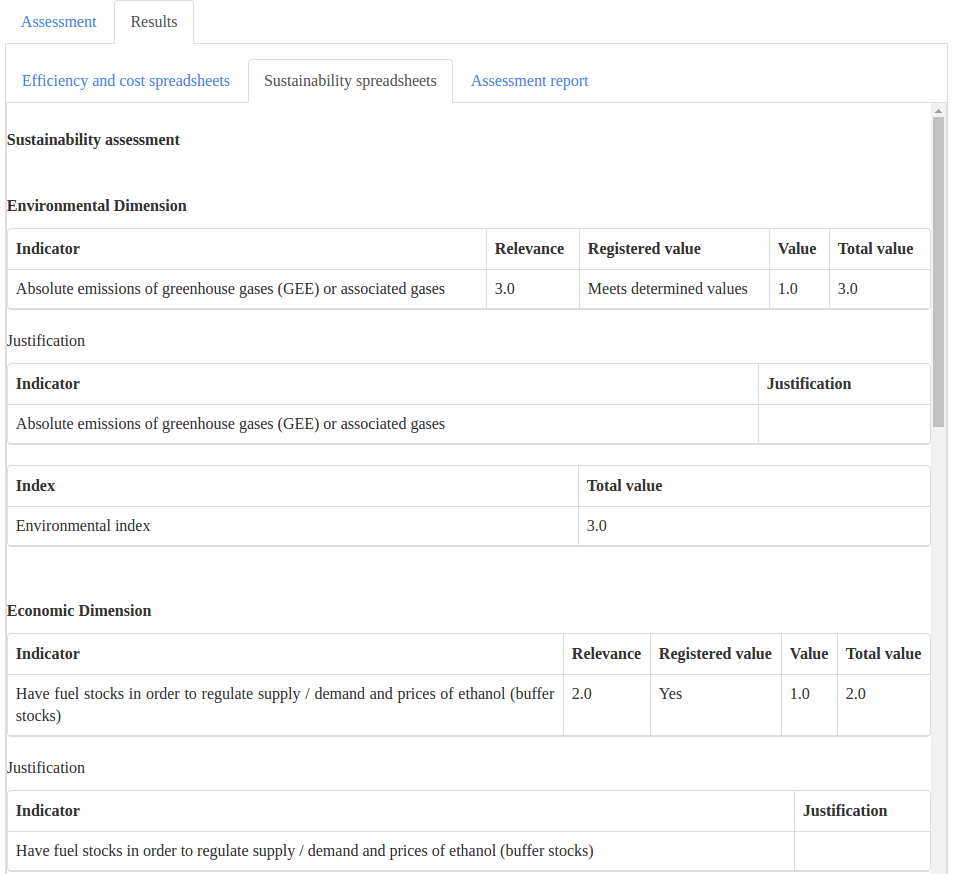 Assessment Results
Efficiency and cost spreadsheets Sustainability spreadsheets Assessment report
Sustainability assessment
Environmental Dimension
Indicator Relevance Registered value Value Total value
Absolute emissions of greenhouse gases (GEE) or associated gases 3.0 Meets determined values 1.0 3.0
Justification
Indicator Justification
Absolute emissions of greenhouse gases (GEE) or associated gases
Index Total value
Environmental index 3.0
Economic Dimension
Indicator Relevance Registered value Value Total value
Have fuel stocks in order to regulate supply / demand and prices of ethanol (buffer 2.0 Yes 1.0 2.0
stocks)
Justification
Indicator Justification
Have fuel stocks in order to regulate supply / demand and prices of ethanol (buffer stocks)